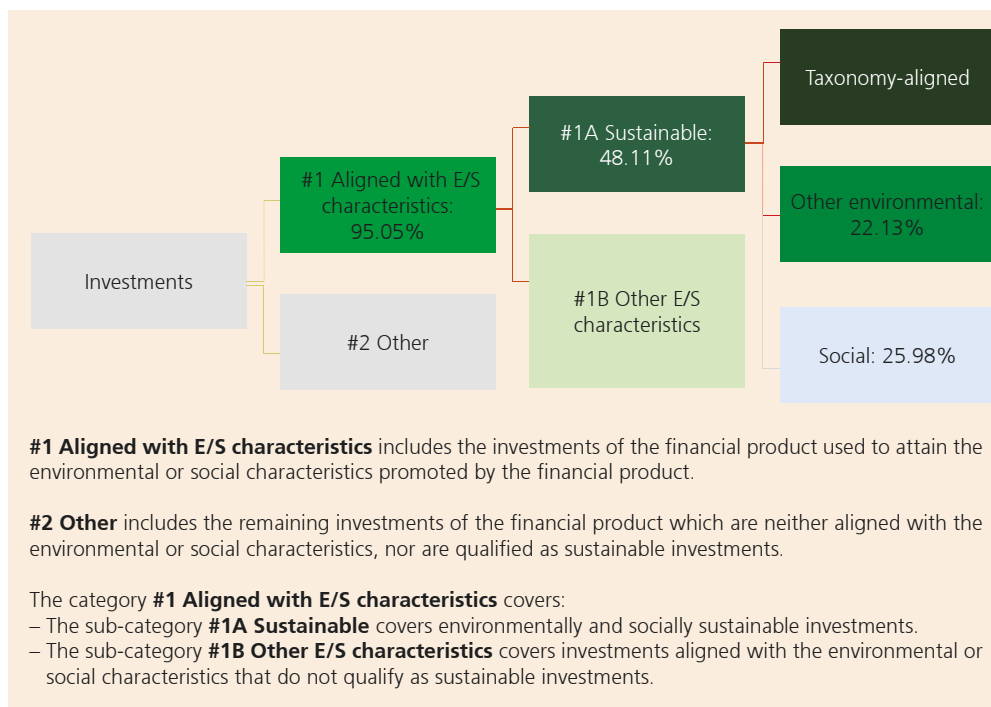 Taxonomy-aligned
#1A Sustainable:
48.11%
#1 Aligned with E/S
characteristics:
95.05%
Other environmental:
22.13%
Investments
#1B Other E/S
characteristics
#2 Other
Social: 25.98%
#1 Aligned with E/S characteristics includes the investments of the financial product used to attain the
environmental or social characteristics promoted by the financial product.
#2 Other includes the remaining investments of the financial product which are neither aligned with the
environmental or social characteristics, nor are qualified as sustainable investments.
The category #1 Aligned with E/S characteristics covers:
– The sub-category #1A Sustainable covers environmentally and socially sustainable investments.
– The sub-category #1B Other E/S characteristics covers investments aligned with the environmental or
social characteristics that do not qualify as sustainable investments.